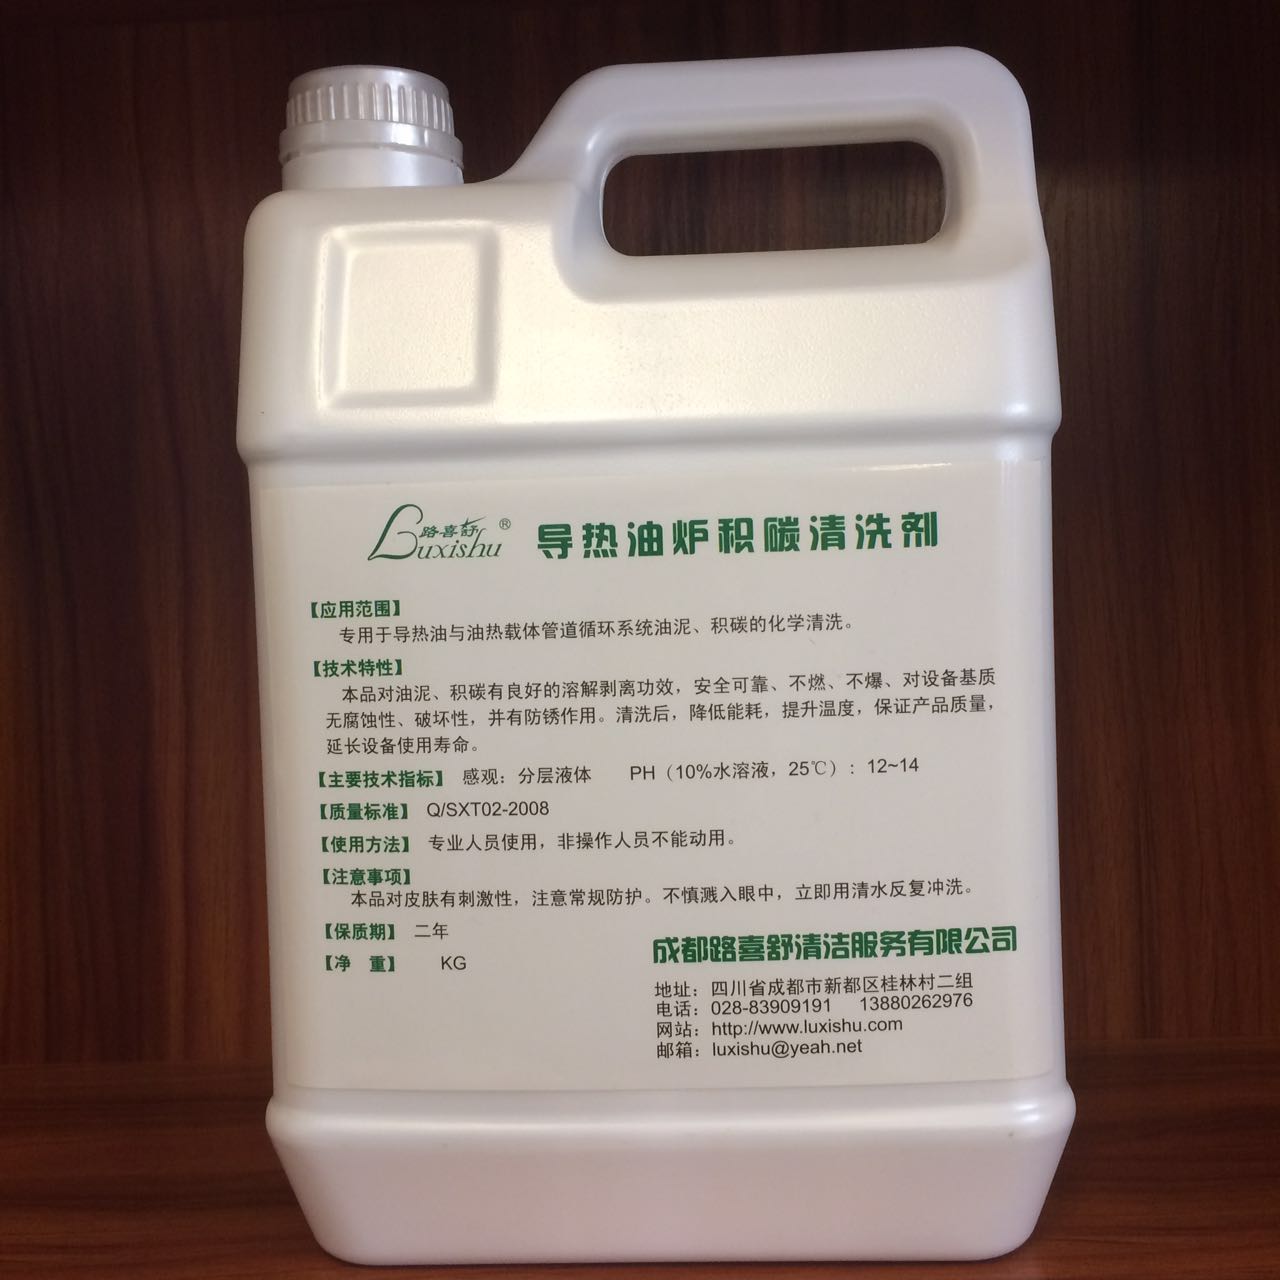 路喜舒
Luxishu ® 导热油炉积碳清洗剂
【应用范围】
专用于导热油与油热载体管道循环系统油泥、积碳的化学清洗。
【技术特性】
本品对油泥、积碳有良好的溶解剥离功效，安全可靠、不燃、不爆、对设备基质
无腐蚀性、破坏性，并有防锈作用。清洗后，降低能耗，提升温度，保证产品质量，
延长设备使用寿命。
【主要技术指标】 感观：分层液体 PH（10%水溶液，25℃）：12~14
【质量标准】 Q/SXT02-2008
【使用方法】 专业人员使用，非操作人员不能动用。
【注意事项】
本品对皮肤有刺激性，注意常规防护。不慎溅入眼中，立即用清水反复冲洗。
【保质期】 二年
【净 重】 KG
成都路喜舒清洁服务有限公司
地址：四川省成都市新都区桂林村二组
电话：028-83909191 13880262976
网站：http://www.luxishu.com
邮箱：luxishu@yeah.net